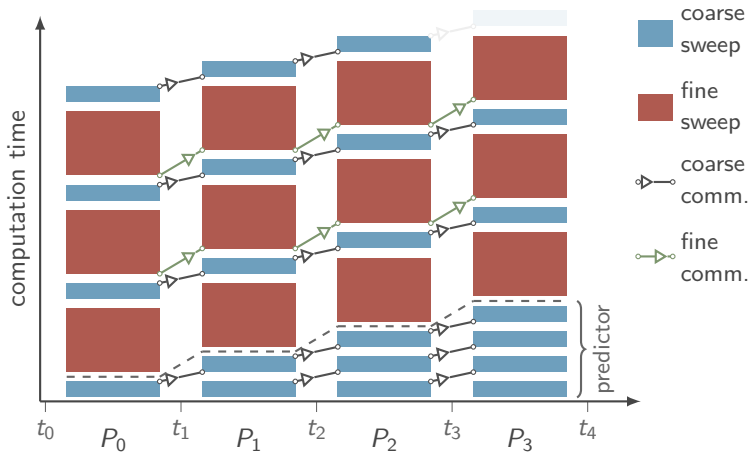 coarse
sweep
fine
sweep
coarse
comm.
fine
comm.
computation time
predictor
t₀ P₀ t₁ P₁ t₂ P₂ t₃ P₃ t₄